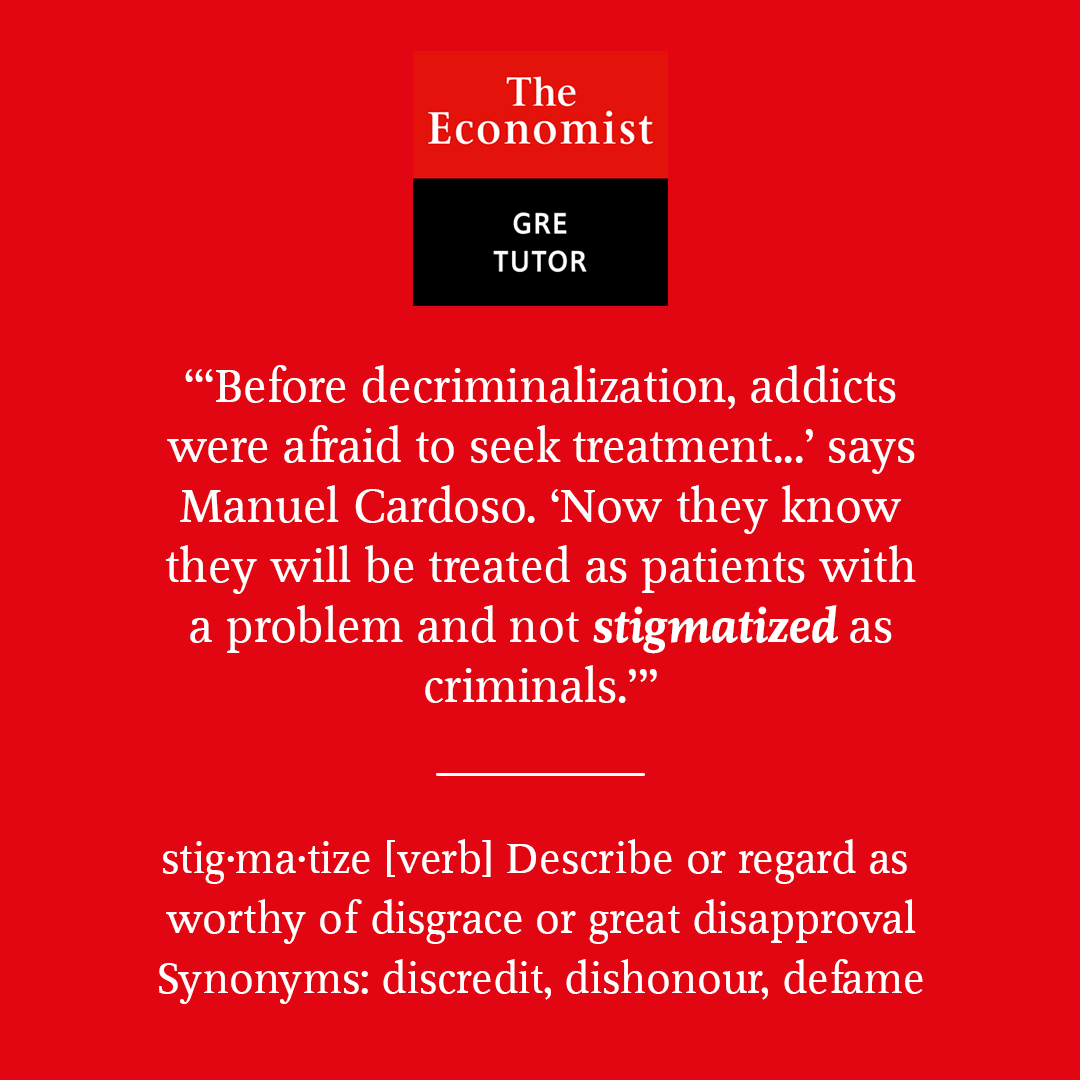 The
Economist
GRE
TUTOR
“‘Before decriminalization, addicts
were afraid to seek treatment...’ says
Manuel Cardoso. ‘Now they know
they will be treated as patients with
a problem and not stigmatized as
criminals.’”
stig·ma·tize [verb] Describe or regard as
worthy of disgrace or great disapproval
Synonyms: discredit, dishonour, defame